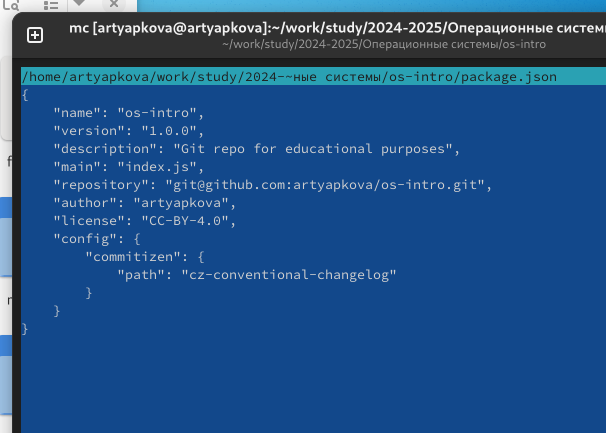 mc [artyapkova@artyapkova]:~/work/study/2024-2025/Операционные систем
~/work/study/2024-2025/Операционные системы/os-intro
/home/artyapkova/work/study/2024-~ные системы/os-intro/package.json
{
    "name": "os-intro",
    "version": "1.0.0",
    "description": "Git repo for educational purposes",
    "main": "index.js",
    "repository": "git@github.com:artyapkova/os-intro.git",
    "author": "artyapkova",
    "license": "CC-BY-4.0",
    "config": {
        "commitizen": {
            "path": "cz-conventional-changelog"
        }
    }
}